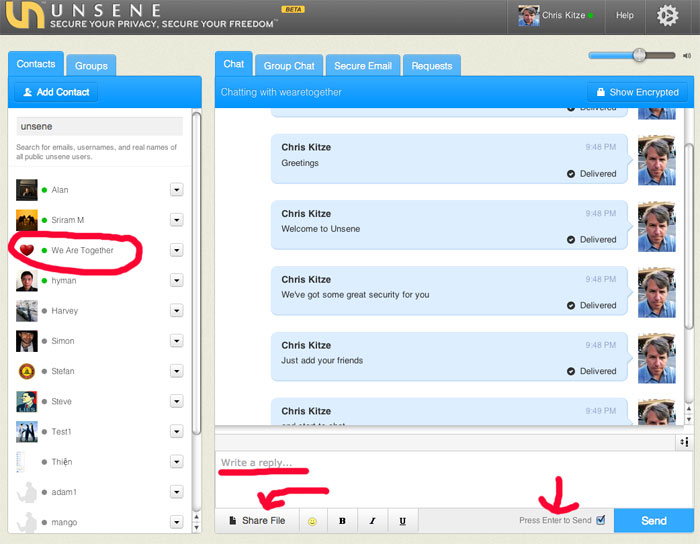 UNSENE
BETA
SECURE YOUR PRIVACY, SECURE YOUR FREEDOM™
Chris Kitze
Help
Contacts
Groups
Add Contact
unsene
Search for emails, usernames, and real names of
all public unsene users.
Alan
Sriram M
We Are Together
hyman
Harvey
Simon
Stefan
Steve
Test1
Thiện
adam1
mango
Chat
Group Chat
Secure Email
Requests
Chatting with wearetogether
Show Encrypted
Delivered
Chris Kitze
9:48 PM
Greetings
Delivered
Chris Kitze
9:48 PM
Welcome to Unsene
Delivered
Chris Kitze
9:48 PM
We've got some great security for you
Delivered
Chris Kitze
9:48 PM
Just add your friends
Delivered
Chris Kitze
9:49 PM
and start to chat
Write a reply...
Share File
B
I
U
Press Enter to Send
Send